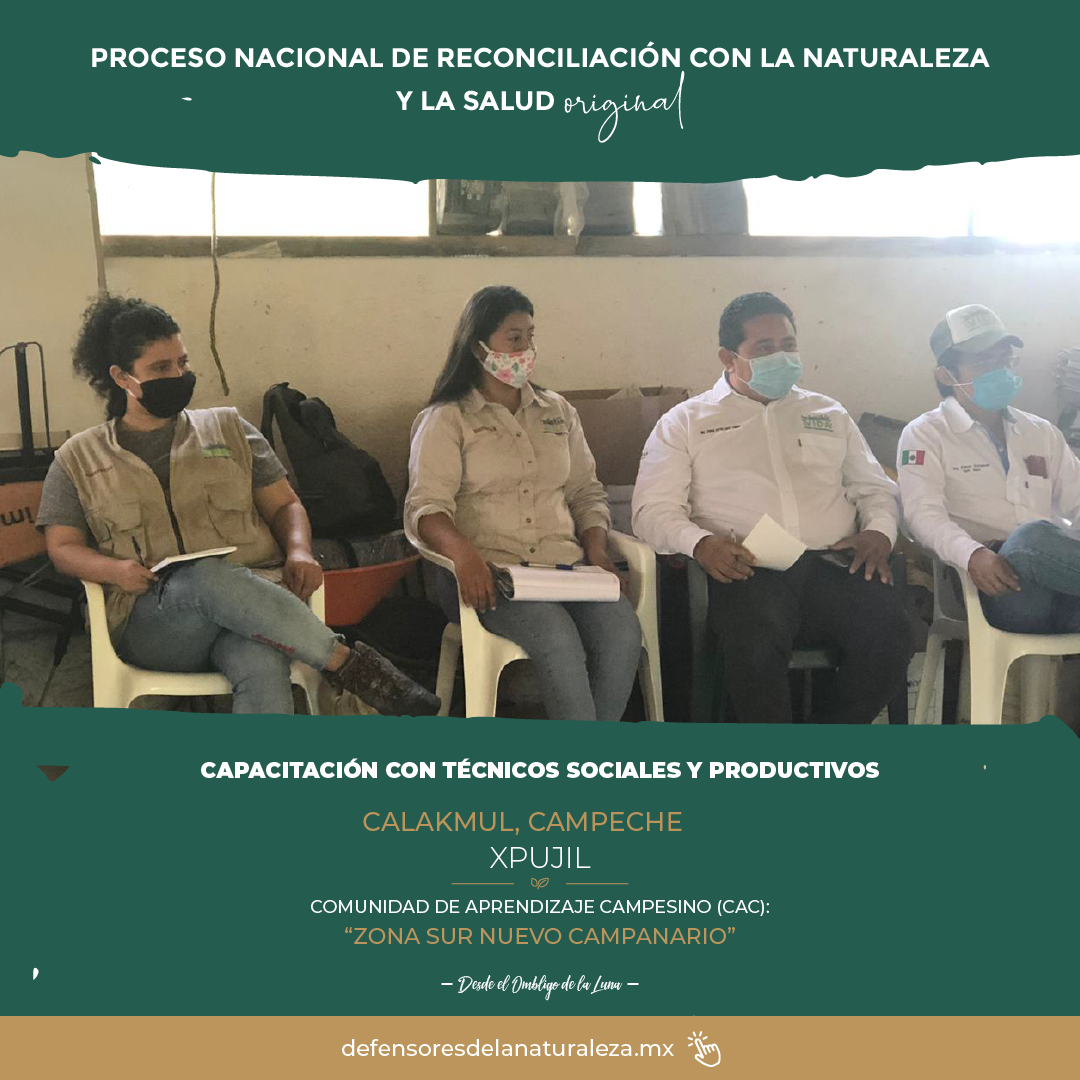 PROCESO NACIONAL DE RECONCILIACIÓN CON LA NATURALEZA
Y LA SALUD original
VIDA
CAPACITACIÓN CON TÉCNICOS SOCIALES Y PRODUCTIVOS
CALAKMUL, CAMPECHE
XPUJIL
COMUNIDAD DE APRENDIZAJE CAMPESINO (CAC):
“ZONA SUR NUEVO CAMPANARIO”
— Desde el Ombligo de la Luna —
defensoresdelanaturaleza.mx